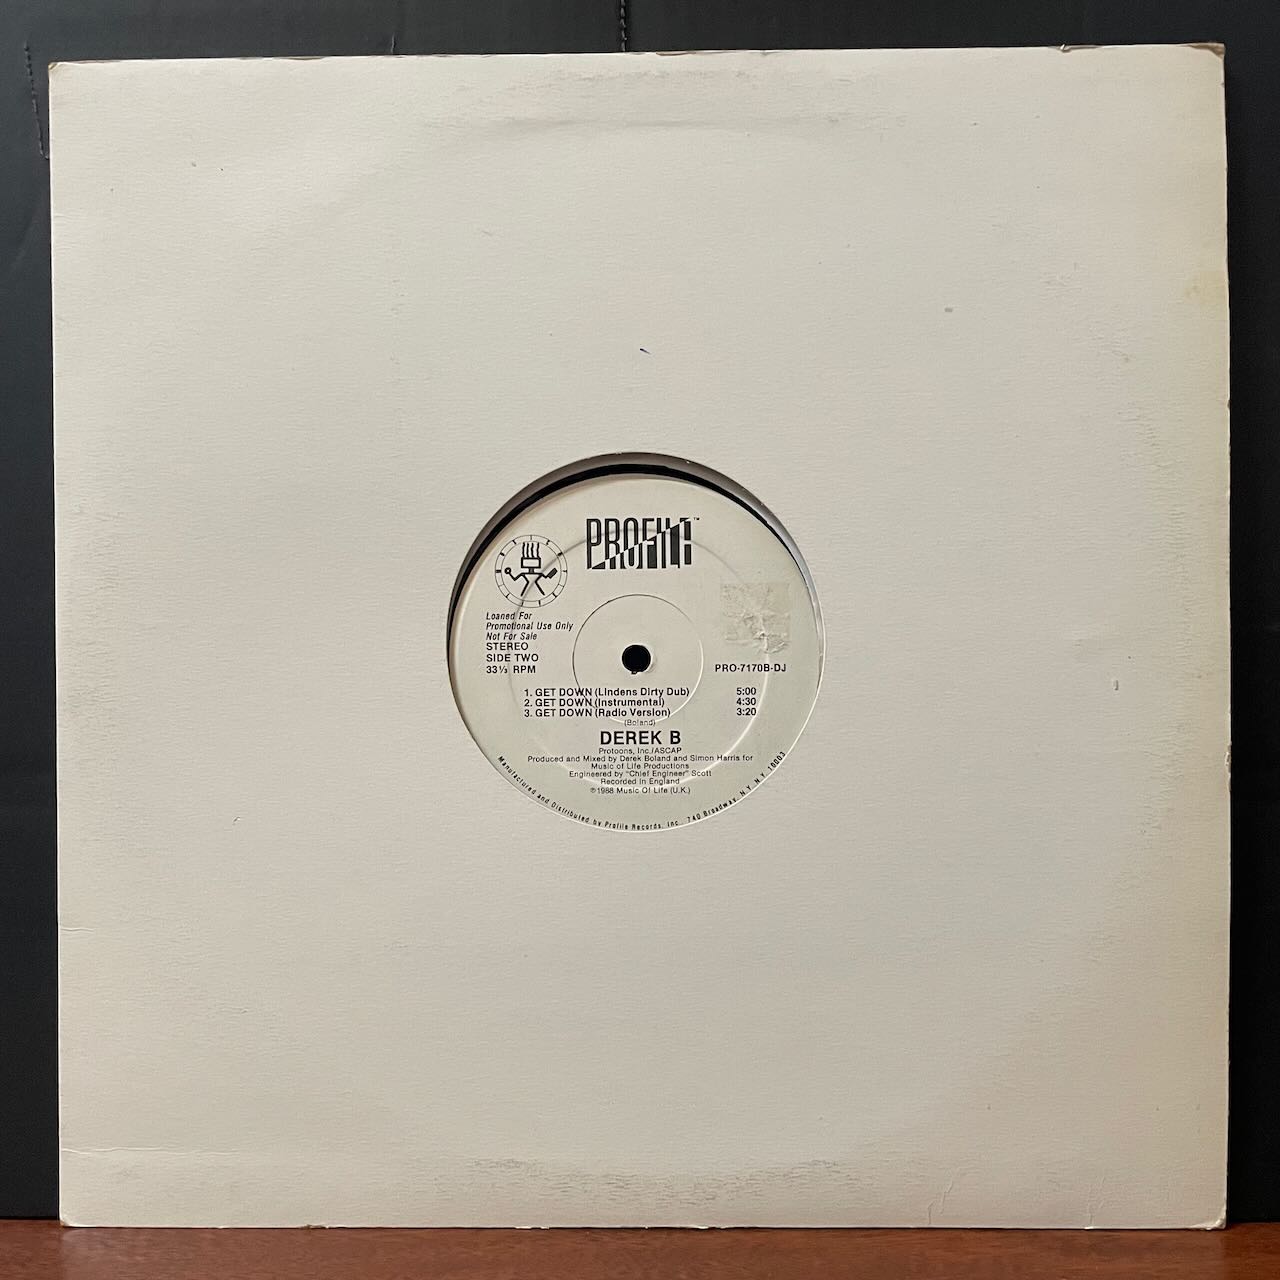 PROFILE™
Loaned For
Promotional Use Only
Not For Sale
STEREO
SIDE TWO
33⅓ RPM
PRO-7170B-DJ
1. GET DOWN (Lindens Dirty Dub) 5:00
2. GET DOWN (Instrumental) 4:30
3. GET DOWN (Radio Version) 3:20
(Boland)
DEREK B
Protoons, Inc./ASCAP
Produced and Mixed by Derek Boland and Simon Harris for
Music of Life Productions
Engineered by "Chief Engineer" Scott
Recorded in England
℗1988 Music Of Life (U.K.)
Manufactured and Distributed by Profile Records, Inc. 740 Broadway, N.Y. N.Y. 10003